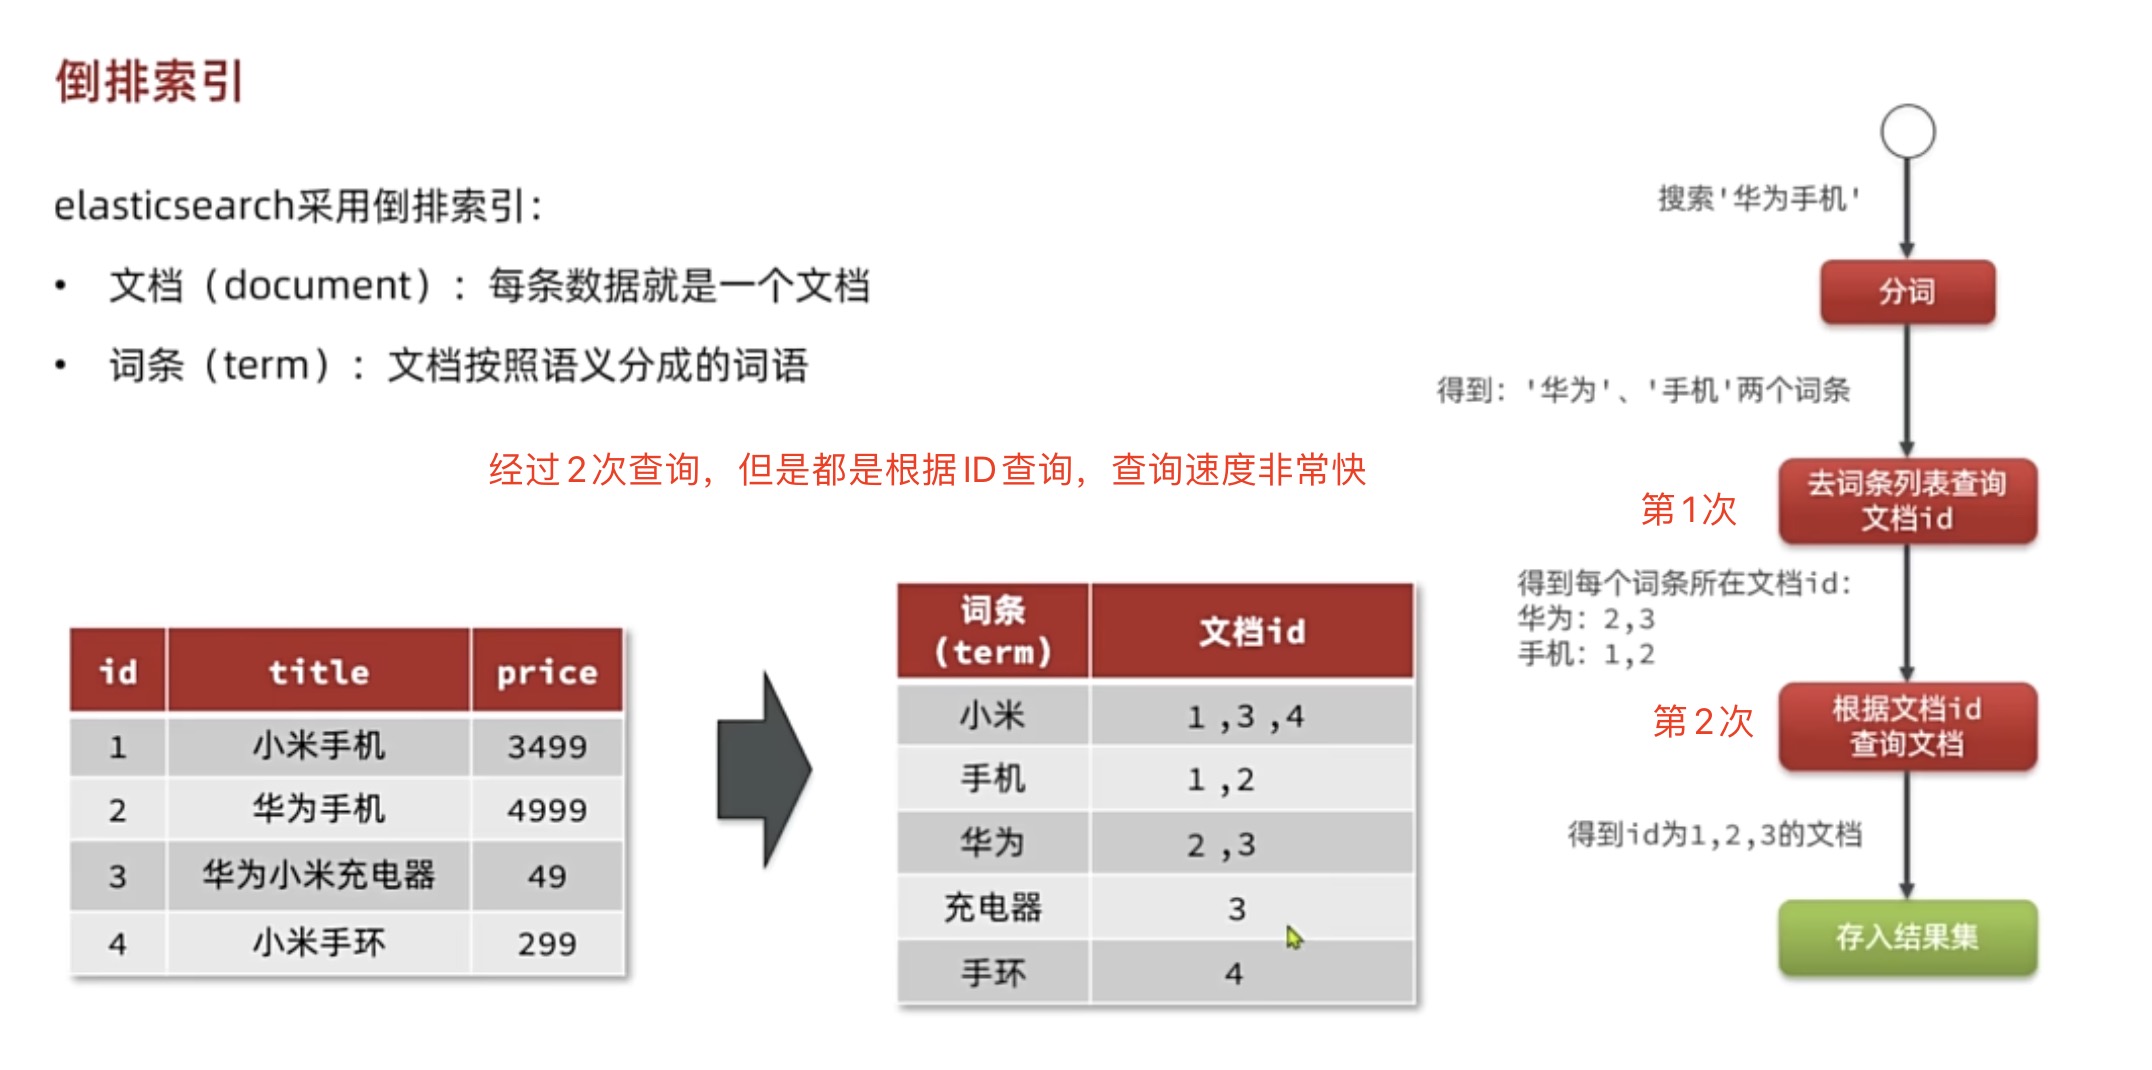 倒排索引
elasticsearch采用倒排索引：
• 文档（document）：每条数据就是一个文档
• 词条（term）：文档按照语义分成的词语
经过2次查询，但是都是根据ID查询，查询速度非常快
id title price
1 小米手机 3499
2 华为手机 4999
3 华为小米充电器 49
4 小米手环 299
词条
(term)
文档id
小米 1 ,3 ,4
手机 1 ,2
华为 2 ,3
充电器 3
手环 4
搜索'华为手机'
分词
得到：'华为'、'手机'两个词条
第1次
去词条列表查询
文档id
得到每个词条所在文档id：
华为：2,3
手机：1,2
第2次
根据文档id
查询文档
得到id为1,2,3的文档
存入结果集